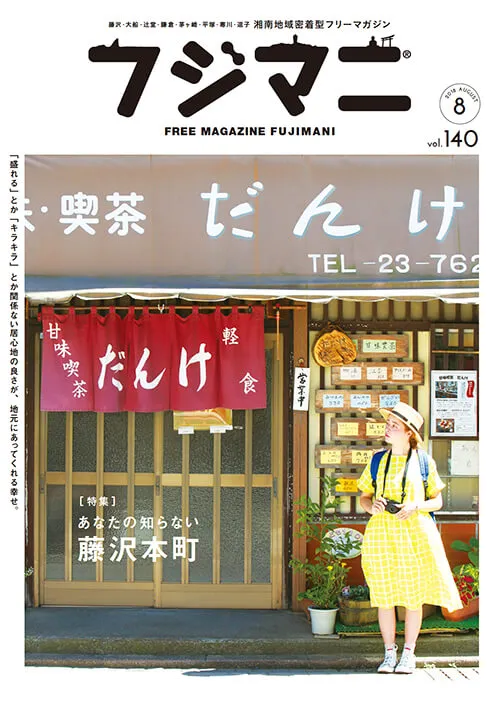 藤沢・大船・辻堂・鎌倉・茅ヶ崎・平塚・寒川・逗子 湘南地域密着型フリーマガジン
フジマニ®
FREE MAGAZINE FUJIMANI
2018 AUGUST
8
vol.140
「盛れる」とか「キラキラ」とか関係ない居心地の良さが、地元にあってくれる幸せ。
味・喫茶 だんけ
TEL-23-762
甘味喫茶
だんけ
軽食
営業中
[特集]
あなたの知らない
藤沢本町